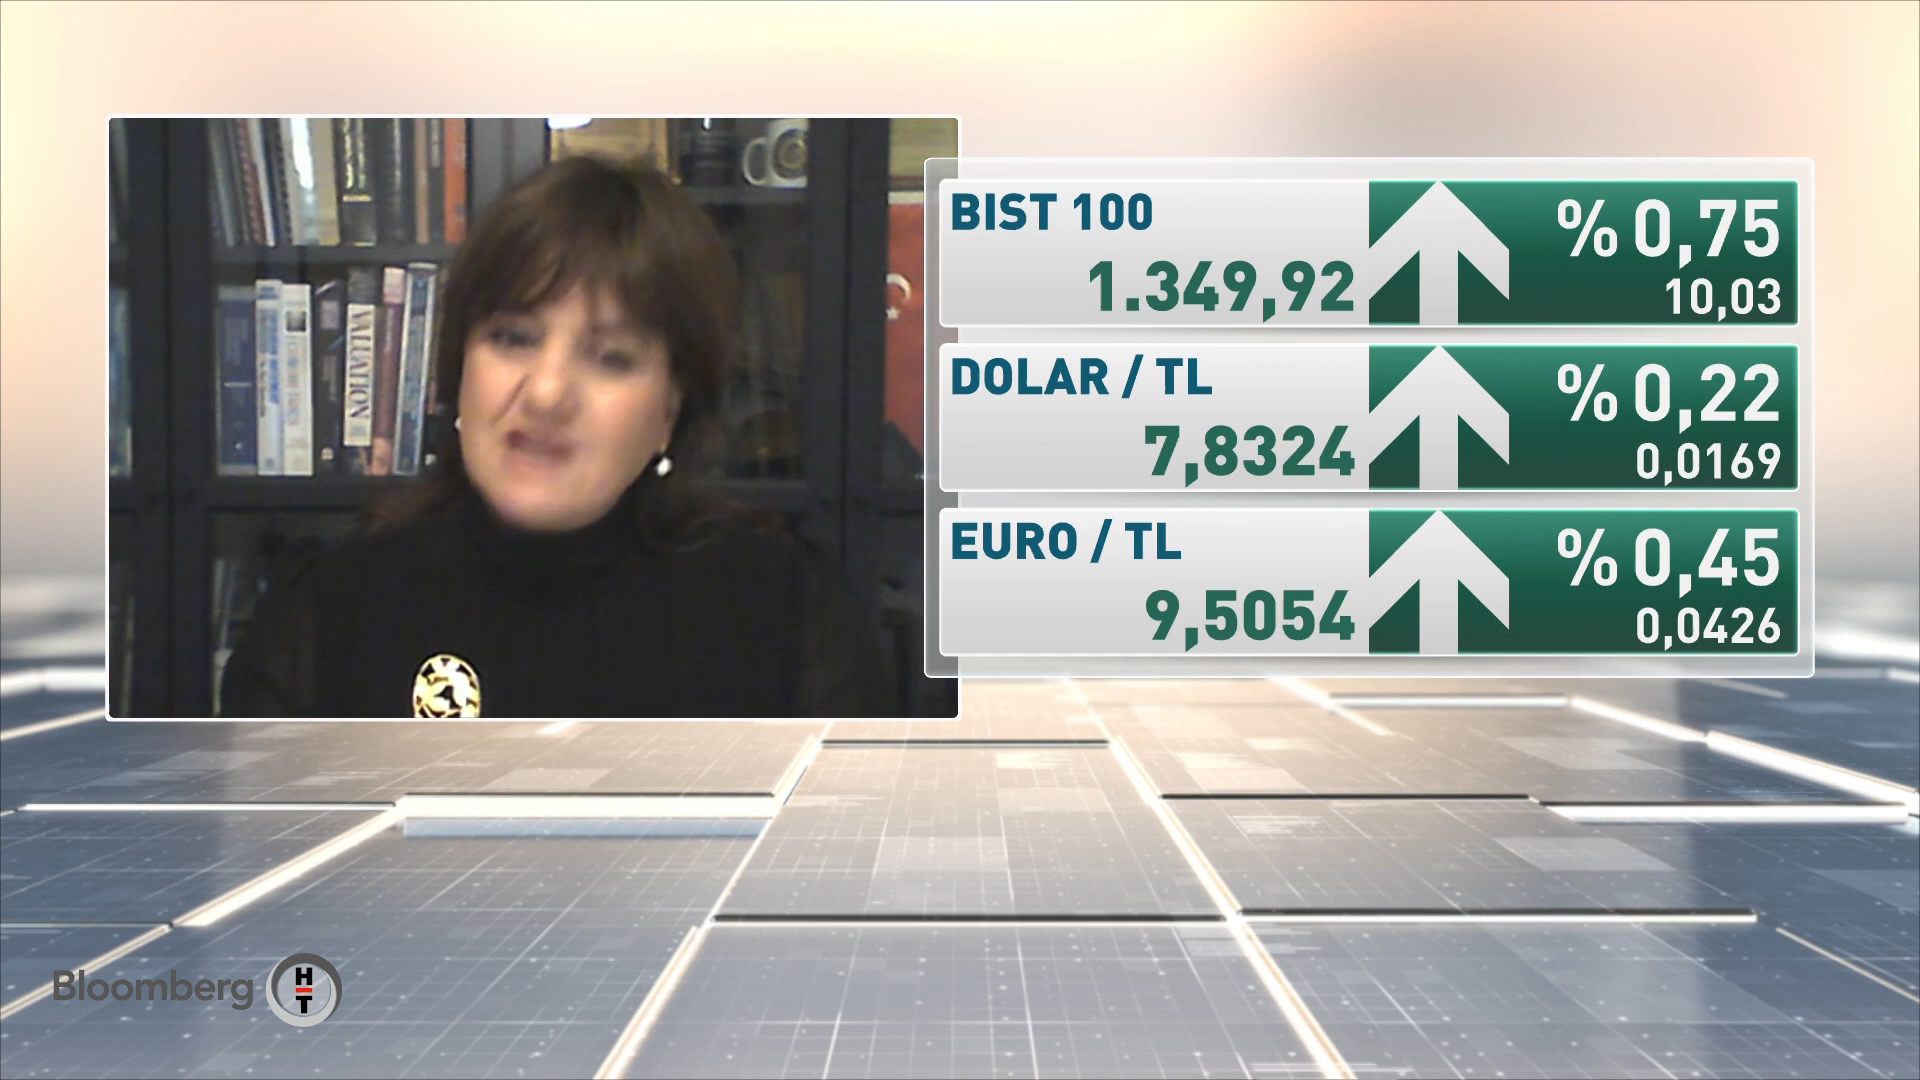 VALUATION
BIST 100
1.349,92
% 0,75
10,03
DOLAR / TL
7,8324
% 0,22
0,0169
EURO / TL
9,5054
% 0,45
0,0426
Bloomberg HT